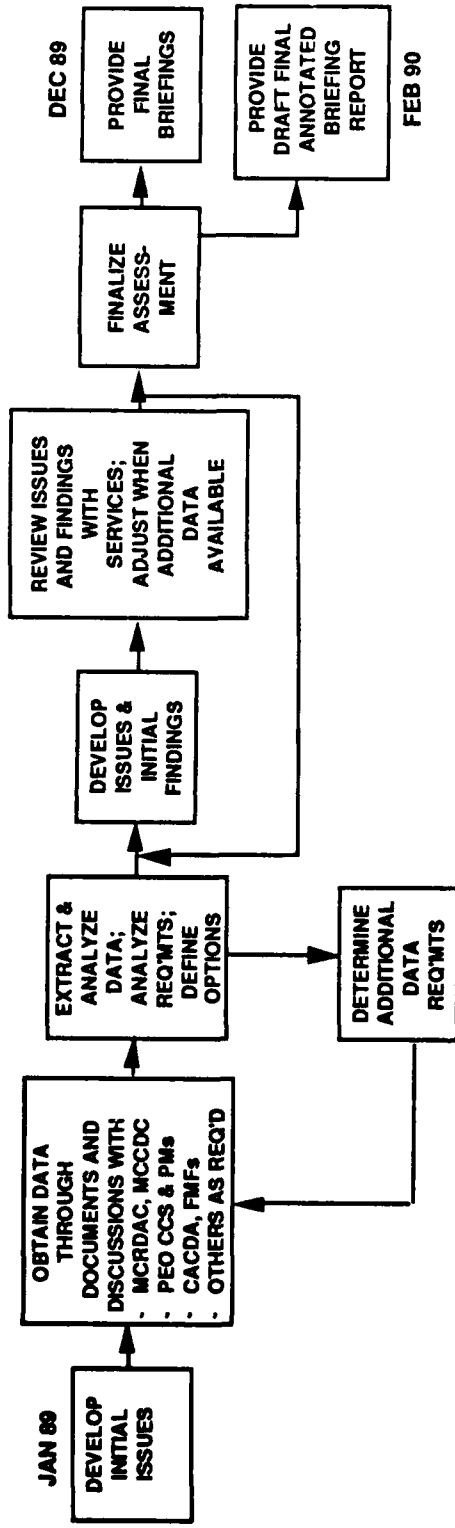 JAN 89
DEVELOP
INITIAL
ISSUES
OBTAIN DATA
THROUGH
DOCUMENTS AND
DISCUSSIONS WITH
- MCRDAC, MCCDC
- PEO CCS & PMs
- CACDA, FMFs
- OTHERS AS REQ'D
EXTRACT &
ANALYZE
DATA;
ANALYZE
REQ'MTS;
DEFINE
OPTIONS
DETERMINE
ADDITIONAL
DATA
REQ'MTS
DEVELOP
ISSUES &
INITIAL
FINDINGS
REVIEW ISSUES
AND FINDINGS
WITH
SERVICES;
ADJUST WHEN
ADDITIONAL
DATA
AVAILABLE
FINALIZE
ASSESS-
MENT
DEC 89
PROVIDE
FINAL
BRIEFINGS
PROVIDE
DRAFT FINAL
ANNOTATED
BRIEFING
REPORT
FEB 90